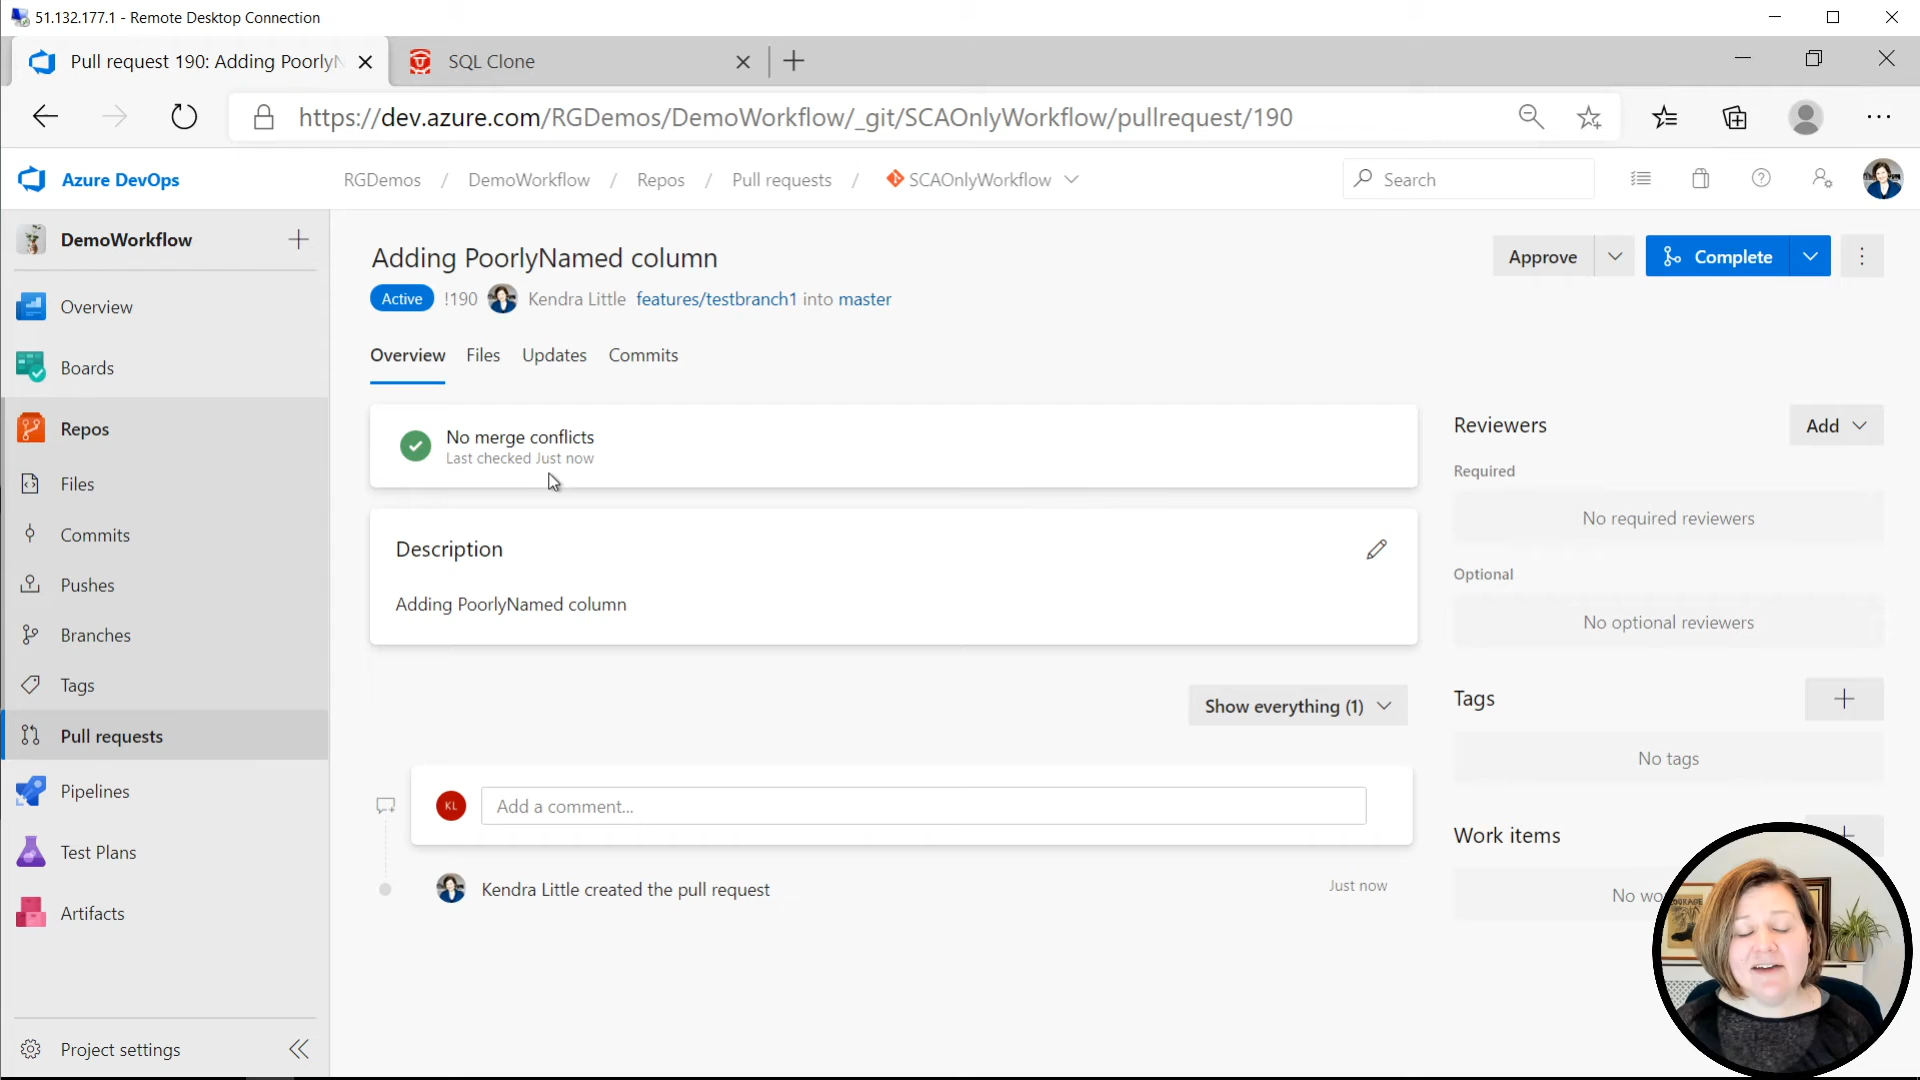 51.132.177.1 - Remote Desktop Connection
Pull request 190: Adding PoorlyN
SQL Clone
https://dev.azure.com/RGDemos/DemoWorkflow/_git/SCAOnlyWorkflow/pullrequest/190
Azure DevOps
RGDemos / DemoWorkflow / Repos / Pull requests / SCAOnlyWorkflow
Search
DemoWorkflow
Overview
Boards
Repos
Files
Commits
Pushes
Branches
Tags
Pull requests
Pipelines
Test Plans
Artifacts
Project settings
Adding PoorlyNamed column
Approve
Complete
Active !190 Kendra Little features/testbranch1 into master
Overview Files Updates Commits
No merge conflicts
Last checked Just now
Description
Adding PoorlyNamed column
Show everything (1)
KL Add a comment...
Kendra Little created the pull request Just now
Reviewers
Add
Required
No required reviewers
Optional
No optional reviewers
Tags
No tags
Work items
No wo